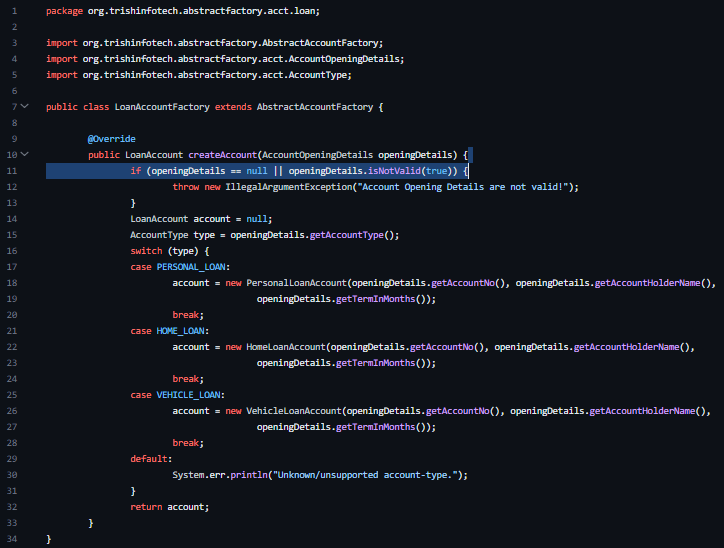 1 package org.trishinfotech.abstractfactory.acct.loan;
2
3 import org.trishinfotech.abstractfactory.AbstractAccountFactory;
4 import org.trishinfotech.abstractfactory.acct.AccountOpeningDetails;
5 import org.trishinfotech.abstractfactory.acct.AccountType;
6
7 public class LoanAccountFactory extends AbstractAccountFactory {
8
9 @Override
10 public LoanAccount createAccount(AccountOpeningDetails openingDetails) {
11 if (openingDetails == null || openingDetails.isNotValid(true)) {
12 throw new IllegalArgumentException("Account Opening Details are not valid!");
13 }
14 LoanAccount account = null;
15 AccountType type = openingDetails.getAccountType();
16 switch (type) {
17 case PERSONAL_LOAN:
18 account = new PersonalLoanAccount(openingDetails.getAccountNo(), openingDetails.getAccountHolderName(),
19 openingDetails.getTermInMonths());
20 break;
21 case HOME_LOAN:
22 account = new HomeLoanAccount(openingDetails.getAccountNo(), openingDetails.getAccountHolderName(),
23 openingDetails.getTermInMonths());
24 break;
25 case VEHICLE_LOAN:
26 account = new VehicleLoanAccount(openingDetails.getAccountNo(), openingDetails.getAccountHolderName(),
27 openingDetails.getTermInMonths());
28 break;
29 default:
30 System.err.println("Unknown/unsupported account-type.");
31 }
32 return account;
33 }
34 }